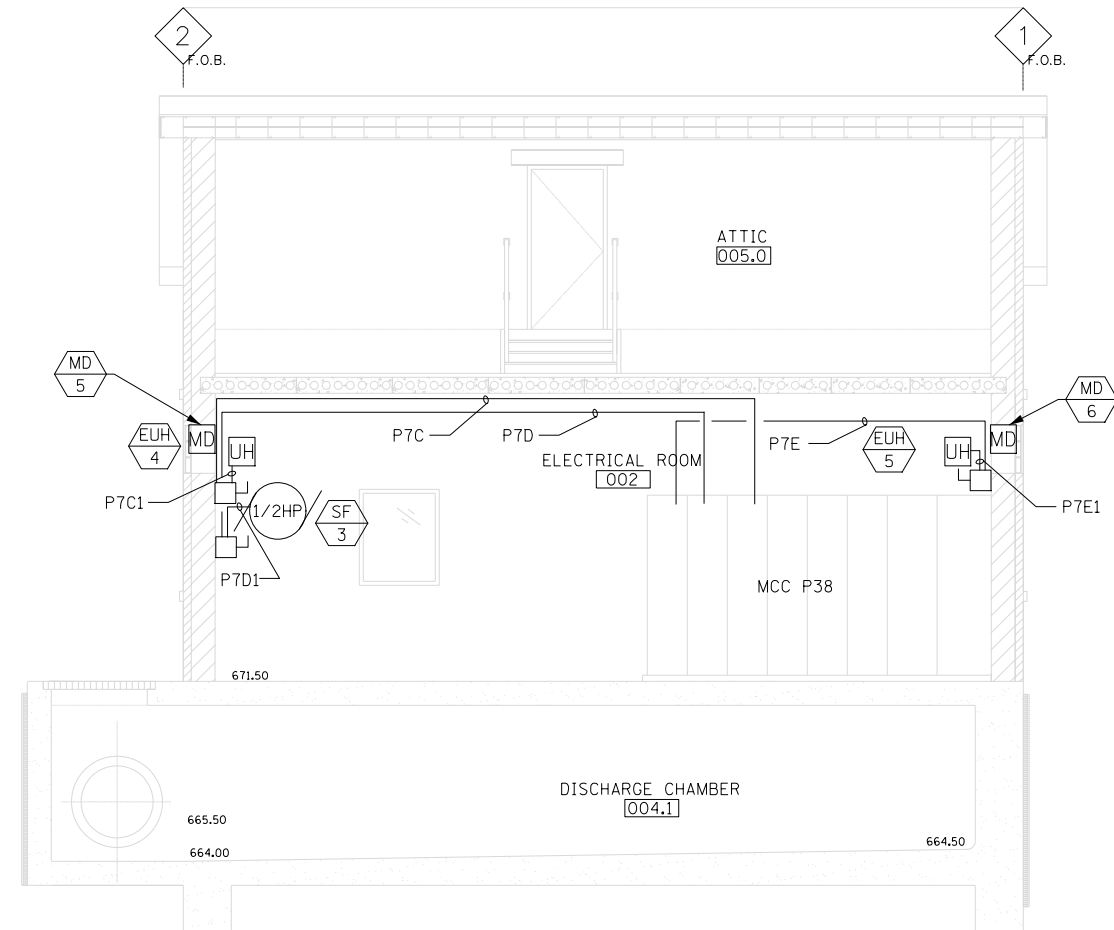 2
1
F.O.B.
F.O.B.
ATTIC
005.0
MD
5
MD
6
EUH
4
MD
UH
P7C
P7D
P7E
EUH
5
UH
MD
ELECTRICAL ROOM
002
P7C1
1/2HP
SF
3
P7E1
P7D1
MCC P38
671.50
DISCHARGE CHAMBER
004.1
665.50
664.00
664.50